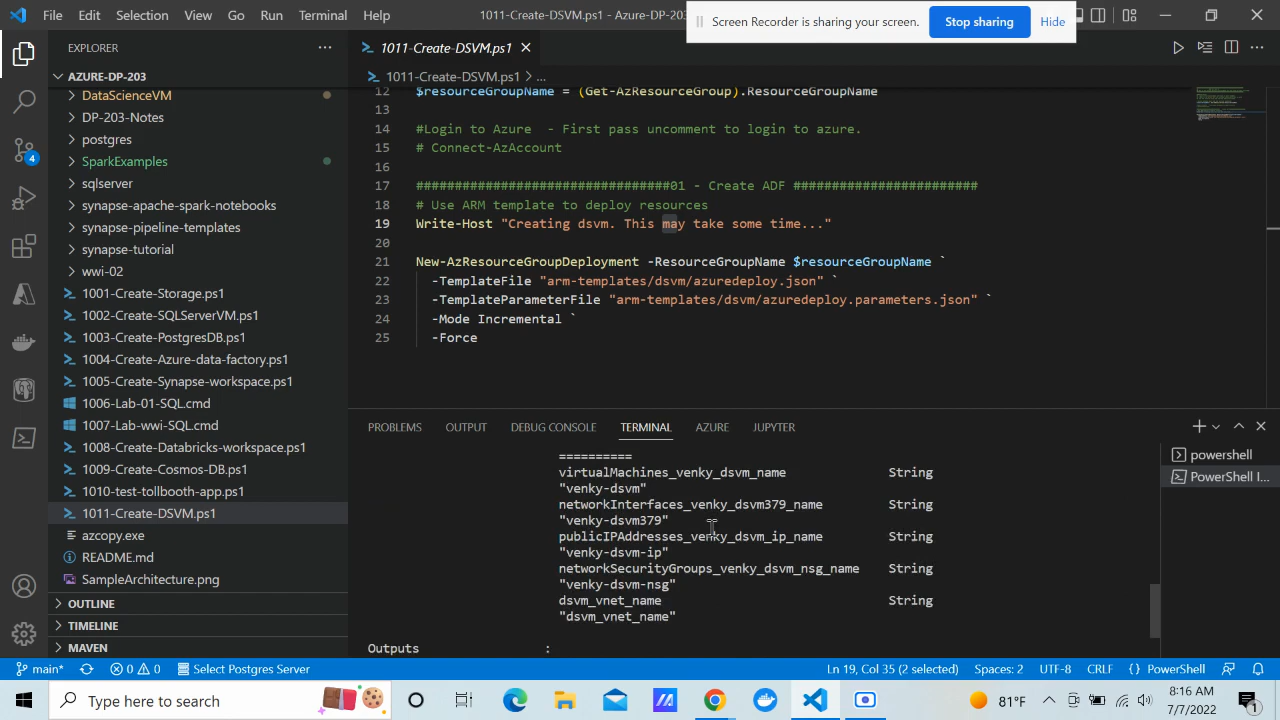 File Edit Selection View Go Run Terminal Help
1011-Create-DSVM.ps1 - Azure-DP-203
Screen Recorder is sharing your screen.
Stop sharing
Hide
EXPLORER
AZURE-DP-203
DataScienceVM
DP-203-Notes
postgres
SparkExamples
sqlserver
synapse-apache-spark-notebooks
synapse-pipeline-templates
synapse-tutorial
wwi-02
1001-Create-Storage.ps1
1002-Create-SQLServerVM.ps1
1003-Create-PostgresDB.ps1
1004-Create-Azure-data-factory.ps1
1005-Create-Synapse-workspace.ps1
1006-Lab-01-SQL.cmd
1007-Lab-wwi-SQL.cmd
1008-Create-Databricks-workspace.ps1
1009-Create-Cosmos-DB.ps1
1010-test-tollbooth-app.ps1
1011-Create-DSVM.ps1
azcopy.exe
README.md
SampleArchitecture.png
OUTLINE
TIMELINE
MAVEN
4
1011-Create-DSVM.ps1
1011-Create-DSVM.ps1 > ...
12 $resourceGroupName = (Get-AzResourceGroup).ResourceGroupName
13
14 #Login to Azure  - First pass uncomment to login to azure.
15 # Connect-AzAccount
16
17 #################################01 - Create ADF ########################
18 # Use ARM template to deploy resources
19 Write-Host "Creating dsvm. This may take some time..."
20
21 New-AzResourceGroupDeployment -ResourceGroupName $resourceGroupName `
22 -TemplateFile "arm-templates/dsvm/azuredeploy.json" `
23 -TemplateParameterFile "arm-templates/dsvm/azuredeploy.parameters.json" `
24 -Mode Incremental `
25 -Force
PROBLEMS OUTPUT DEBUG CONSOLE TERMINAL AZURE JUPYTER
==========
virtualMachines_venky_dsvm_name String
"venky-dsvm"
networkInterfaces_venky_dsvm379_name String
"venky-dsvm379"
publicIPAddresses_venky_dsvm_ip_name String
"venky-dsvm-ip"
networkSecurityGroups_venky_dsvm_nsg_name String
"venky-dsvm-nsg"
dsvm_vnet_name String
"dsvm_vnet_name"
Outputs :
powershell
PowerShell I...
main* 0 0 Select Postgres Server Ln 19, Col 35 (2 selected) Spaces: 2 UTF-8 CRLF {} PowerShell
Type here to search
81°F
8:16 AM
7/7/2022
1